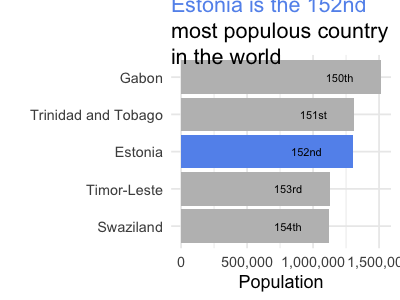 Estonia is the 152nd
most populous country
in the world
Gabon 150th
Trinidad and Tobago 151st
Estonia 152nd
Timor-Leste 153rd
Swaziland 154th
0 500,000 1,000,000 1,500,00
Population